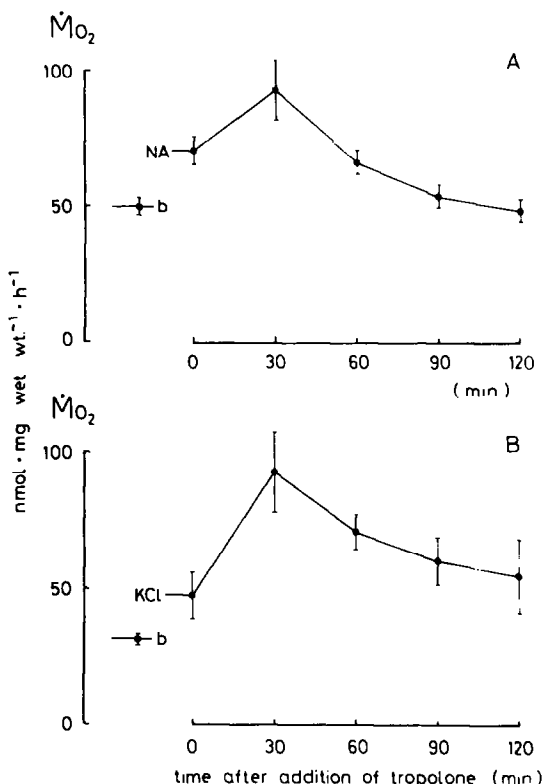 ṀO₂
A
100
NA
50
b
0
0 30 60 90 120
(min)
nmol · mg wet wt.⁻¹ · h⁻¹
ṀO₂
B
100
50
KCl
b
0
0 30 60 90 120
time after addition of tropolone (min)